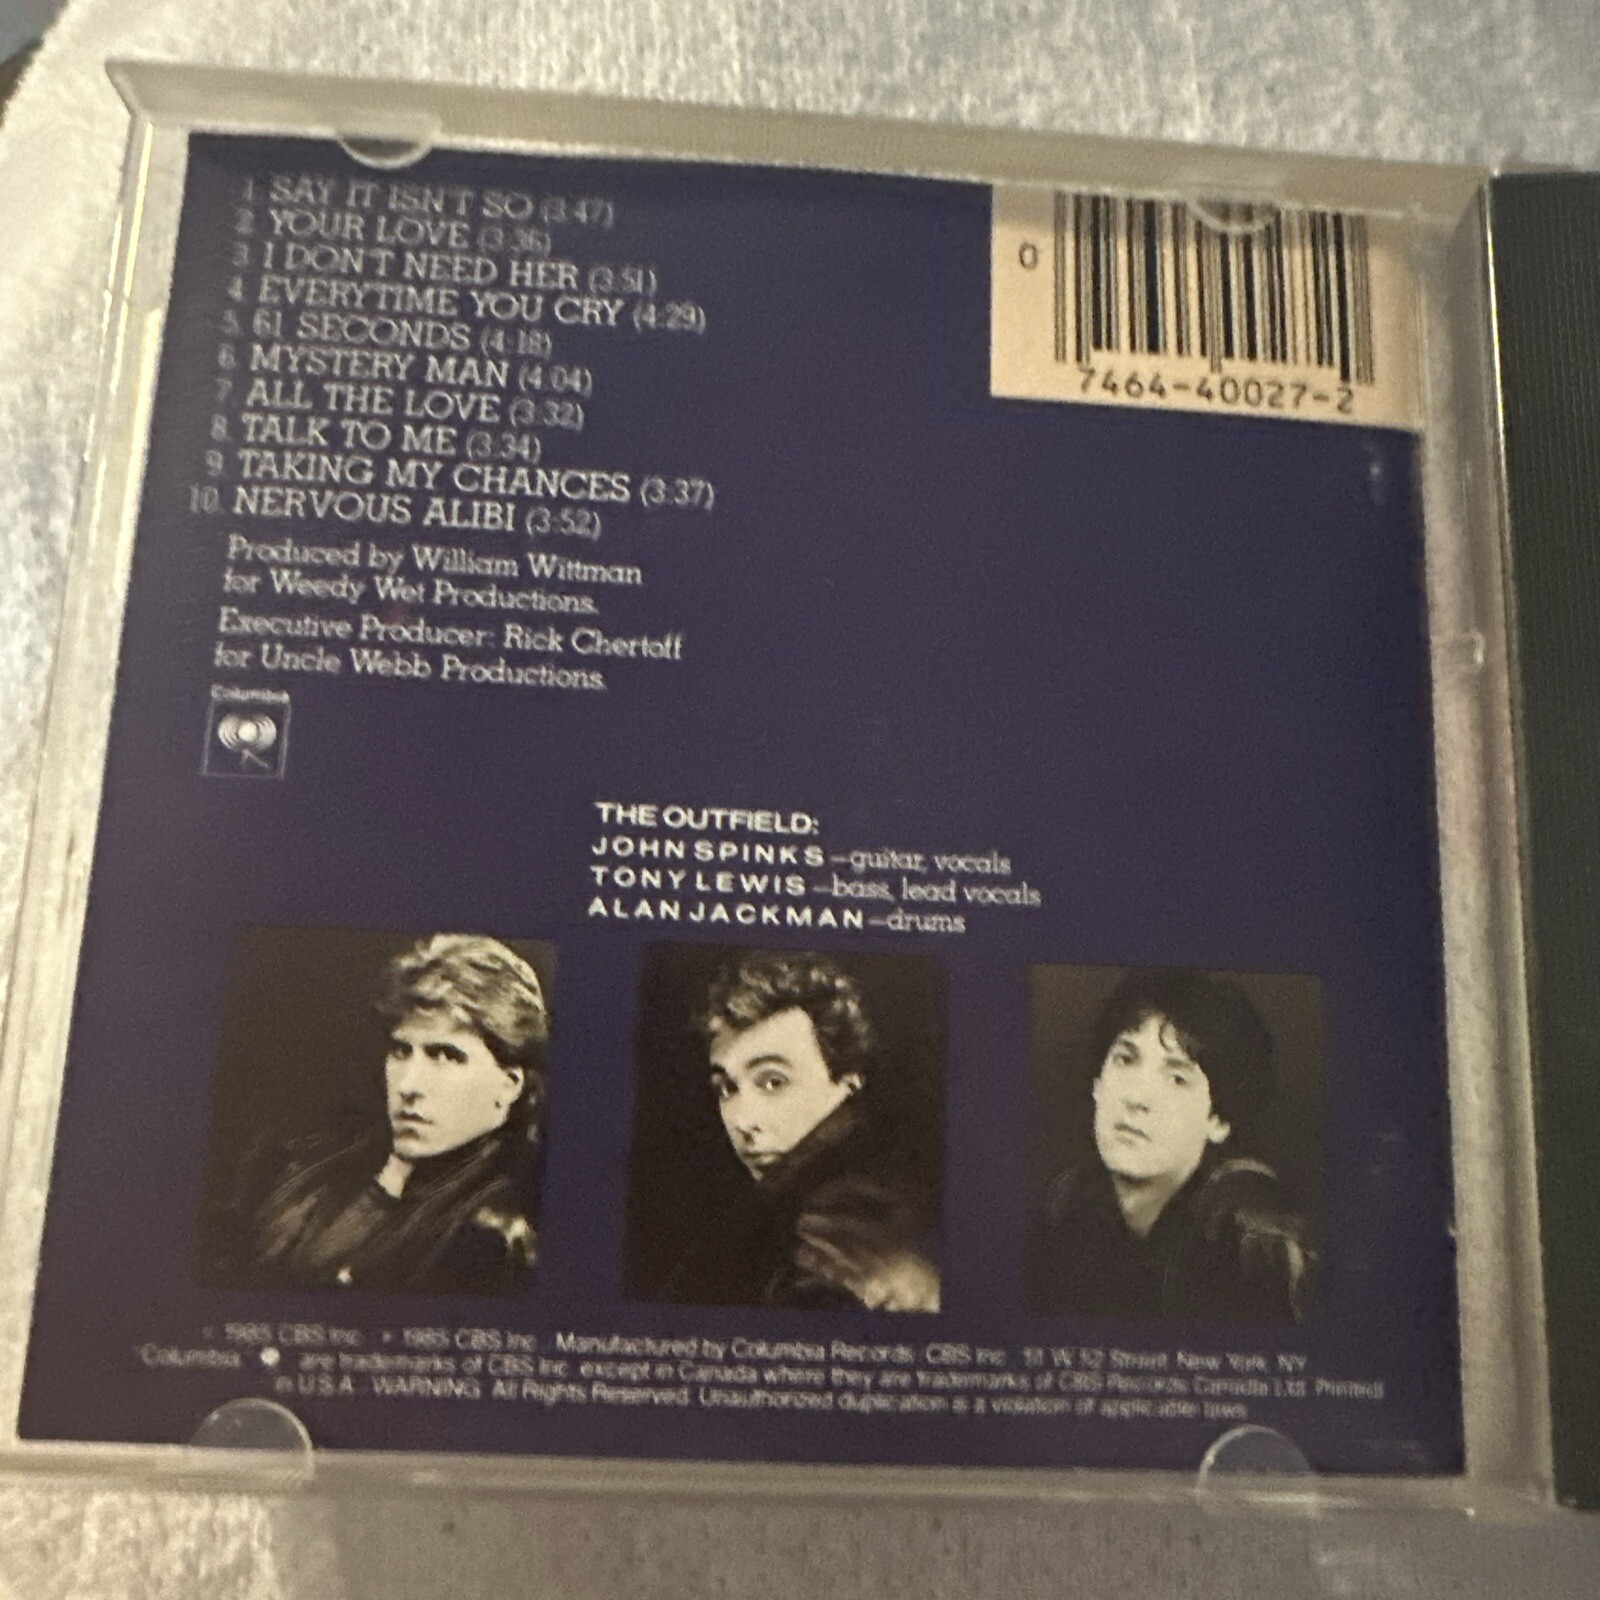 1. SAY IT ISN'T SO (3:47)
2. YOUR LOVE (3:36)
3. I DON'T NEED HER (3:51)
4. EVERYTIME YOU CRY (4:29)
5. 61 SECONDS (4:18)
6. MYSTERY MAN (4:04)
7. ALL THE LOVE (3:32)
8. TALK TO ME (3:34)
9. TAKING MY CHANCES (3:37)
10. NERVOUS ALIBI (3:52)
Produced by William Wittman
for Weedy Wet Productions.
Executive Producer: Rick Chertoff
for Uncle Webb Productions.
Columbia
0
7464-40027-2
THE OUTFIELD:
JOHN SPINKS–guitar, vocals
TONY LEWIS–bass, lead vocals
ALAN JACKMAN–drums
1985 CBS Inc. 1985 CBS Inc. Manufactured by Columbia Records, CBS Inc. 51 W. 52 Street, New York, NY
"Columbia" are trademarks of CBS Inc. except in Canada where they are trademarks of CBS Records Canada Ltd. Printed
in U.S.A. WARNING: All Rights Reserved. Unauthorized duplication is a violation of applicable laws.